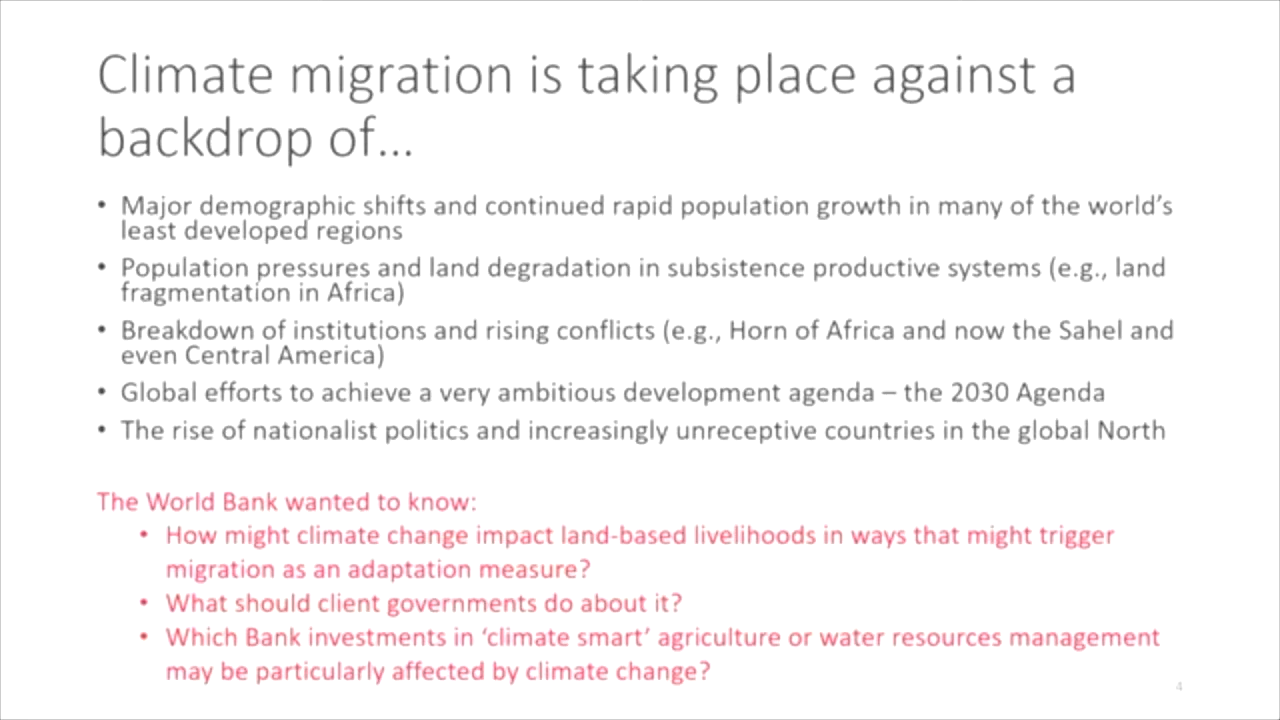 Climate migration is taking place against a
backdrop of...
• Major demographic shifts and continued rapid population growth in many of the world's
least developed regions
• Population pressures and land degradation in subsistence productive systems (e.g., land
fragmentation in Africa)
• Breakdown of institutions and rising conflicts (e.g., Horn of Africa and now the Sahel and
even Central America)
• Global efforts to achieve a very ambitious development agenda – the 2030 Agenda
• The rise of nationalist politics and increasingly unreceptive countries in the global North
The World Bank wanted to know:
• How might climate change impact land-based livelihoods in ways that might trigger
migration as an adaptation measure?
• What should client governments do about it?
• Which Bank investments in ‘climate smart’ agriculture or water resources management
may be particularly affected by climate change?
4